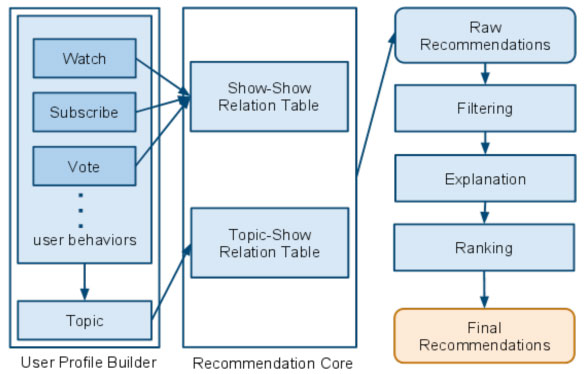 Watch
Subscribe
Vote
user behaviors
Topic
User Profile Builder
Show-Show
Relation Table
Topic-Show
Relation Table
Recommendation Core
Raw
Recommendations
Filtering
Explanation
Ranking
Final
Recommendations